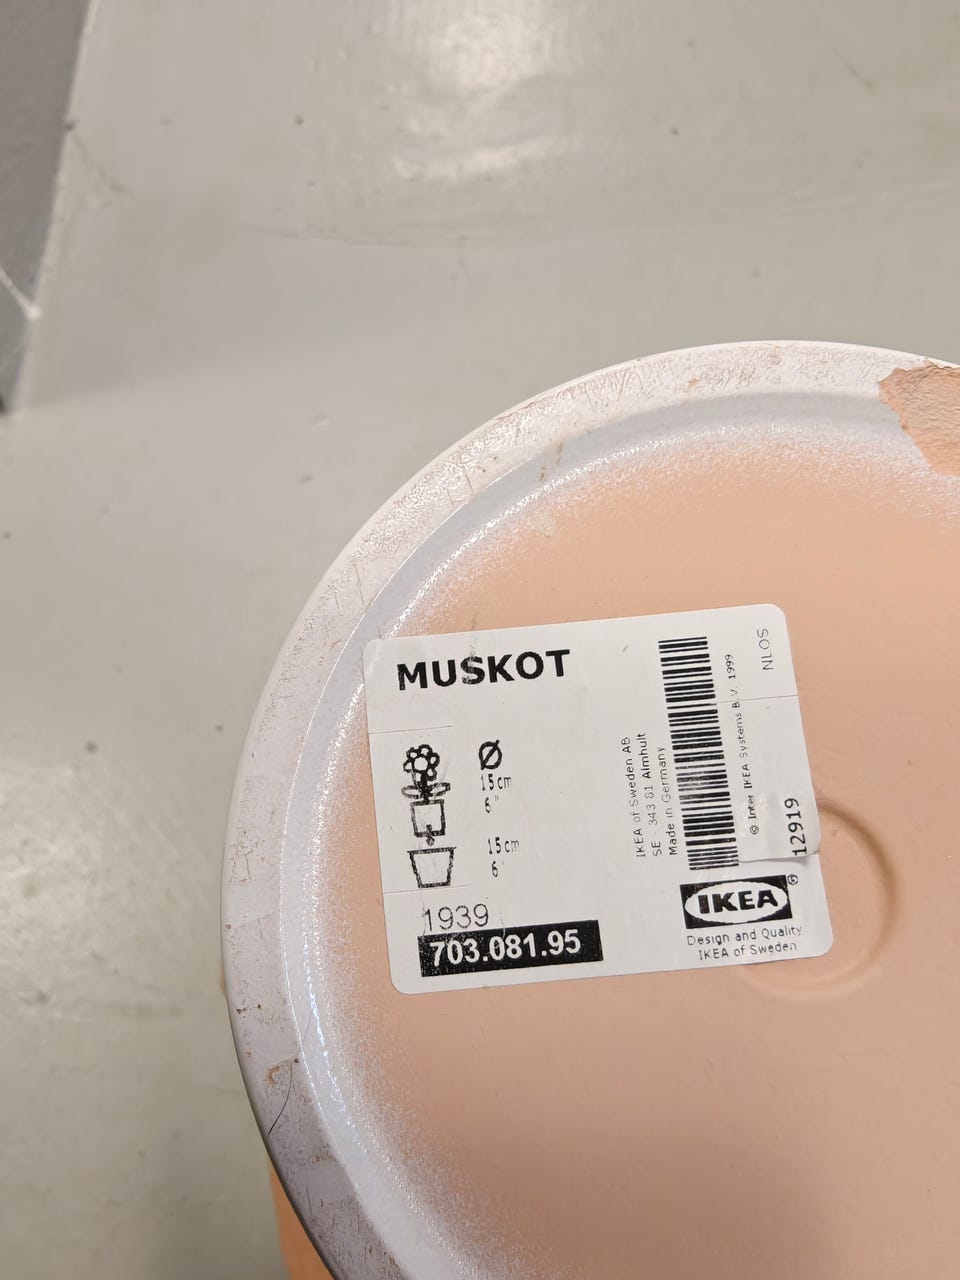 MUSKOT
Ø
15cm
6"
15cm
6"
1939
703.081.95
IKEA of Sweden AB
SE - 343 81 Älmhult
Made in Germany
© Inter IKEA Systems B.V. 1999
NLOS
12919
IKEA®
Design and Quality
IKEA of Sweden